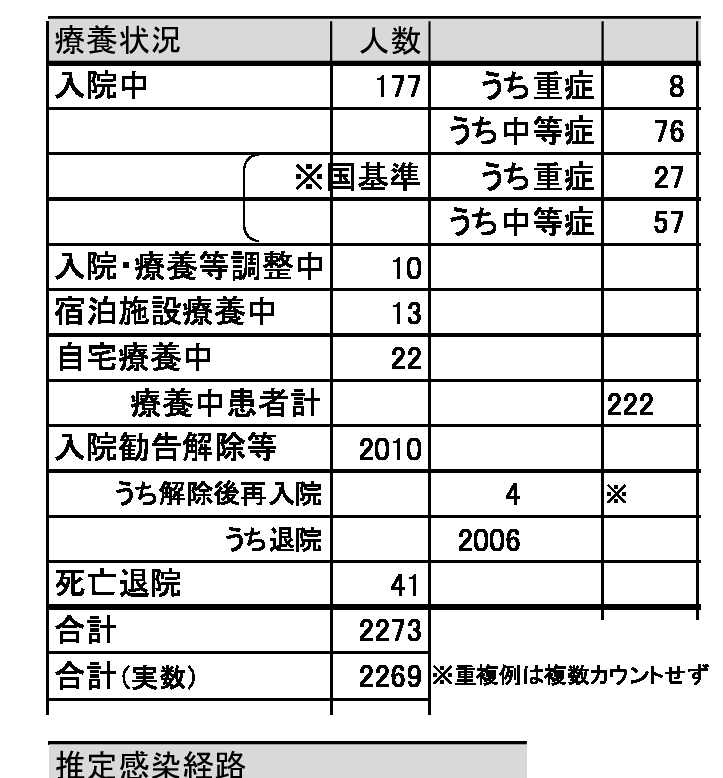 療養状況 人数
入院中 177 うち重症 8
うち中等症 76
※国基準 うち重症 27
うち中等症 57
入院・療養等調整中 10
宿泊施設療養中 13
自宅療養中 22
療養中患者計 222
入院勧告解除等 2010
うち解除後再入院 4 ※
うち退院 2006
死亡退院 41
合計 2273
合計(実数) 2269 ※重複例は複数カウントせず
推定感染経路